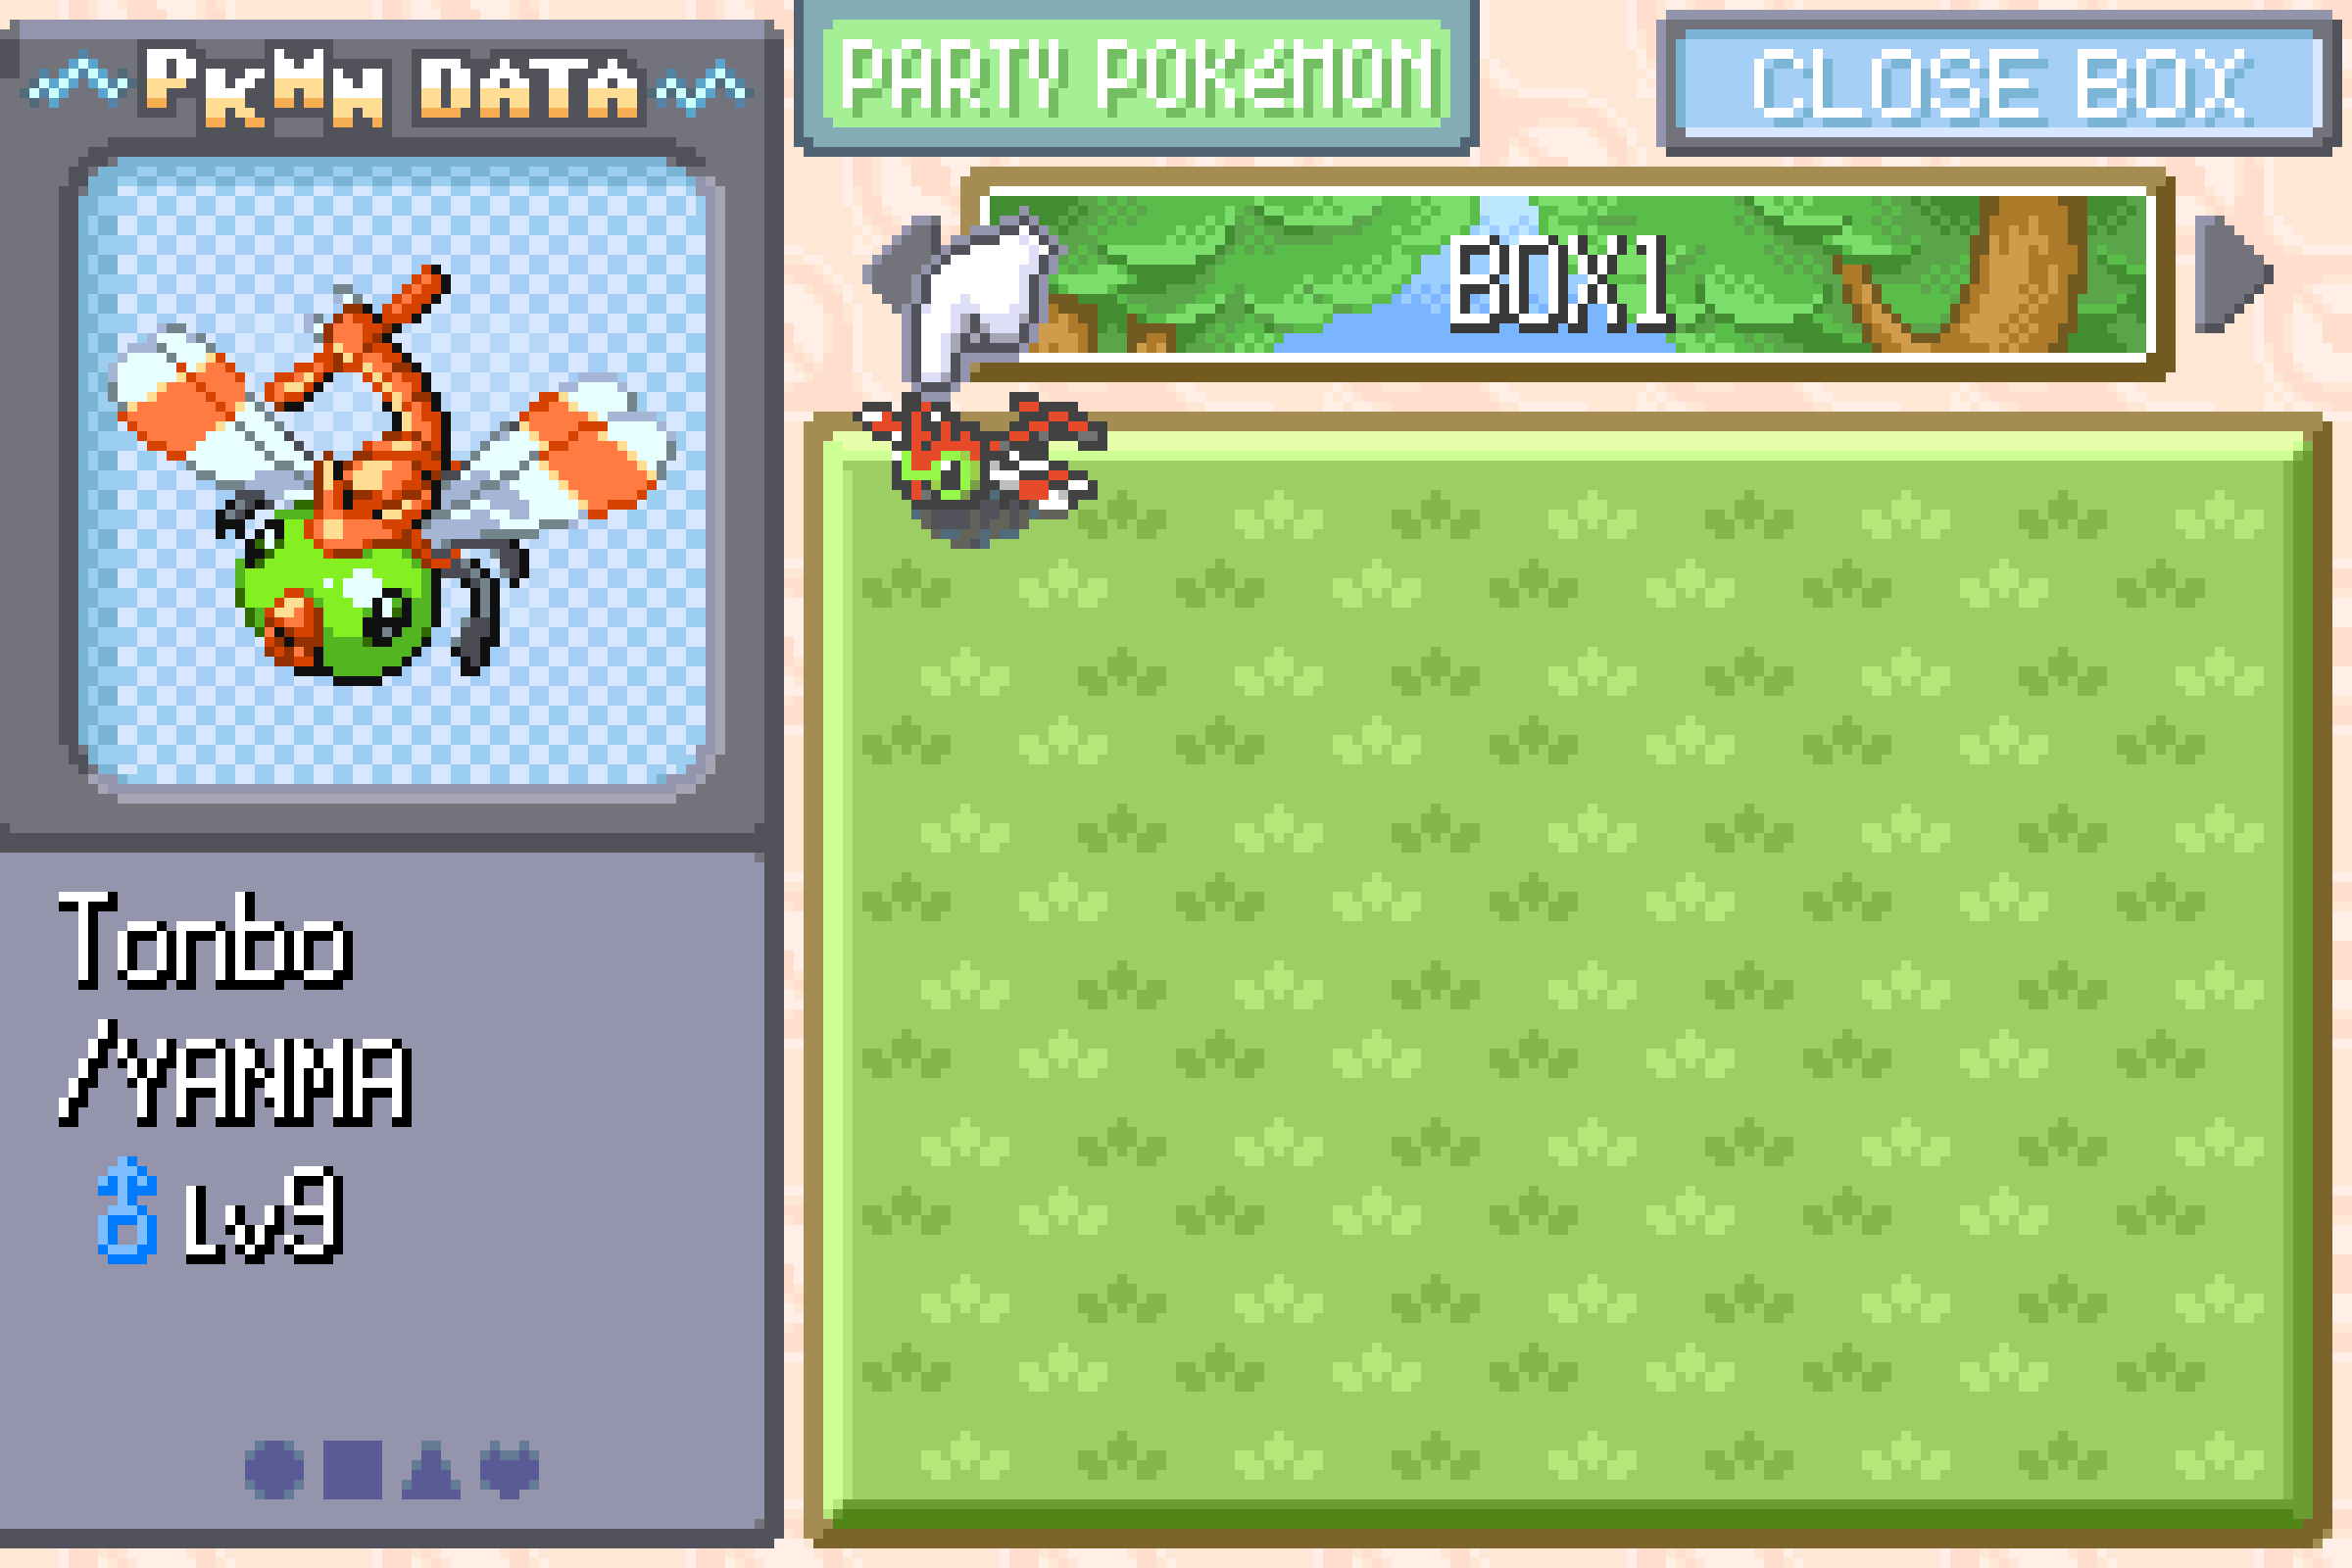 PKMN DATA
PARTY POKéMON
CLOSE BOX
BOX1
Tonbo
/YANMA
♂ Lv9